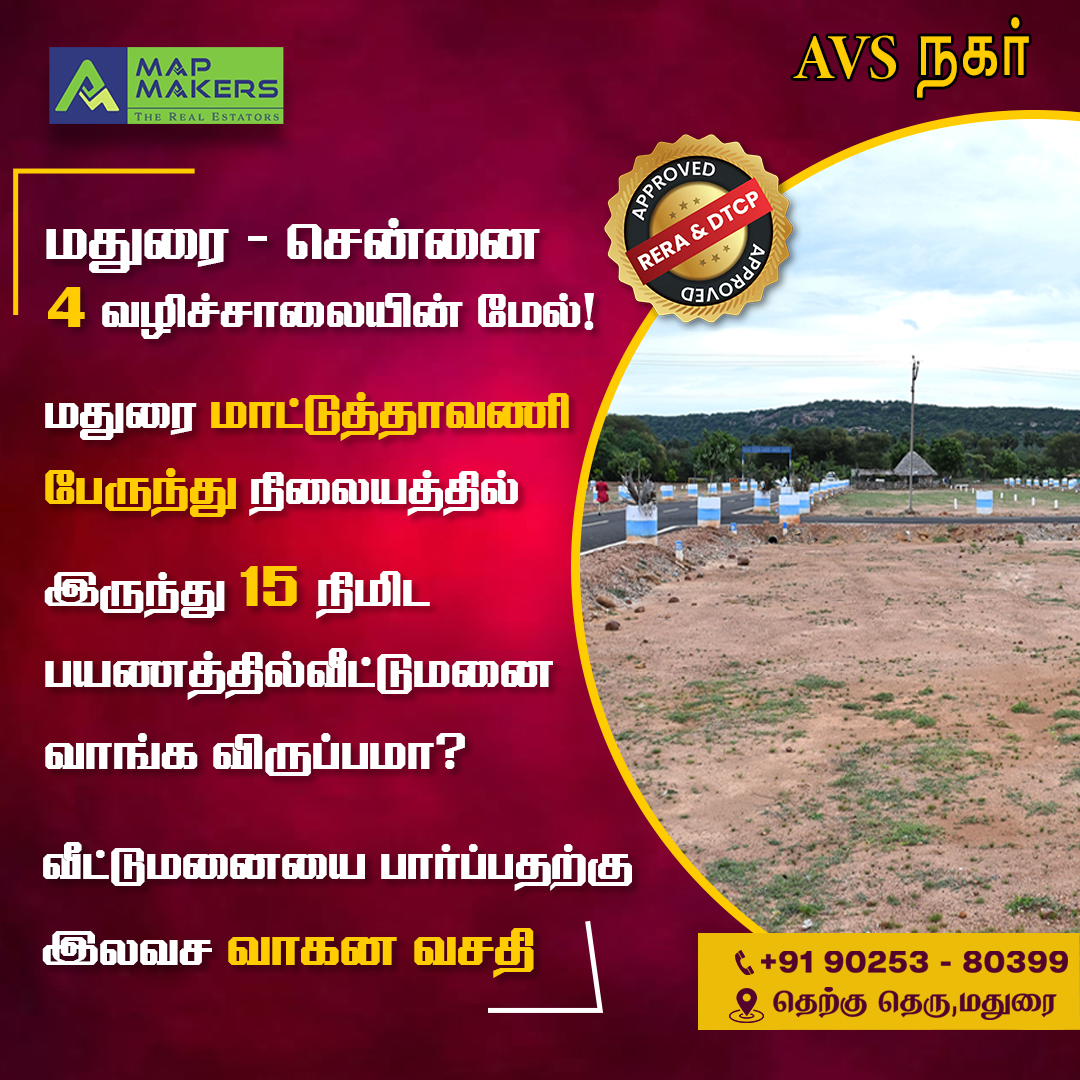 MAP
MAKERS
THE REAL ESTATORS
AVS நகர்
APPROVED
RERA & DTCP
APPROVED
மதுரை - சென்னை
4 வழிச்சாலையின் மேல்!
மதுரை மாட்டுத்தாவணி
பேருந்து நிலையத்தில்
இருந்து 15 நிமிட
பயணத்தில்வீட்டுமனை
வாங்க விருப்பமா?
வீட்டுமனையை பார்ப்பதற்கு
இலவச வாகன வசதி
+91 90253 - 80399
தெற்கு தெரு,மதுரை